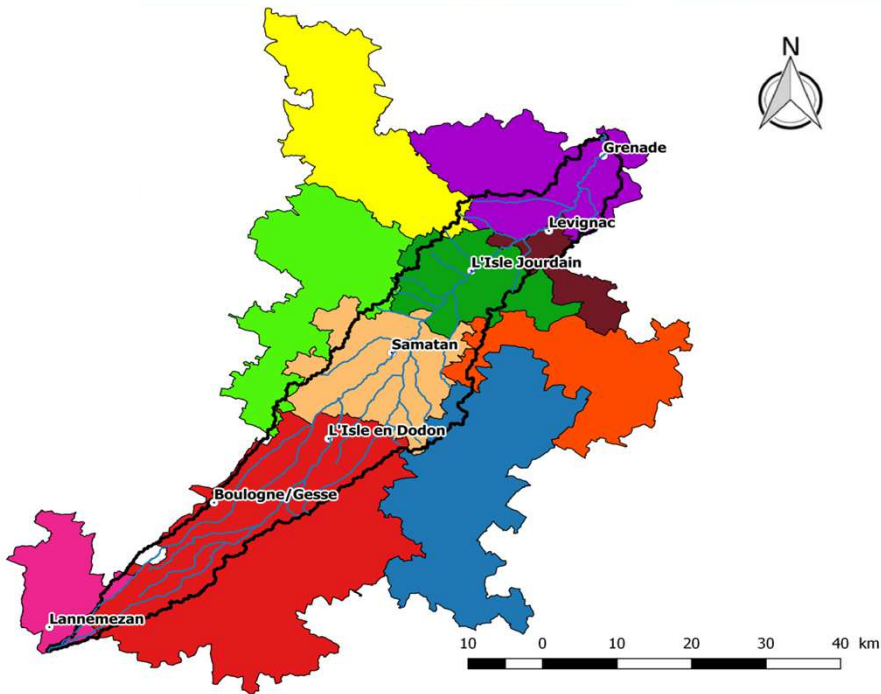 N
Grenade
Levignac
L'Isle Jourdain
Samatan
L'Isle en Dodon
Boulogne/Gesse
Lannemezan
10 0 10 20 30 40 km